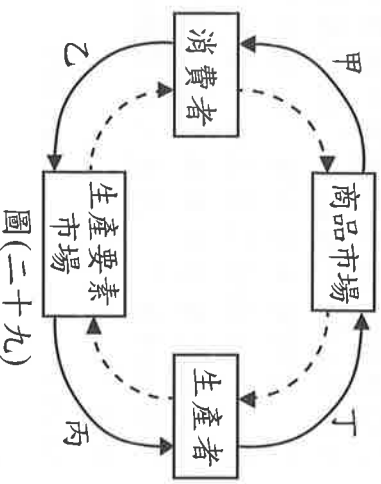 甲
商品市場
丁
消費者
生產者
乙
生產要素
市場
丙
圖(二十九)